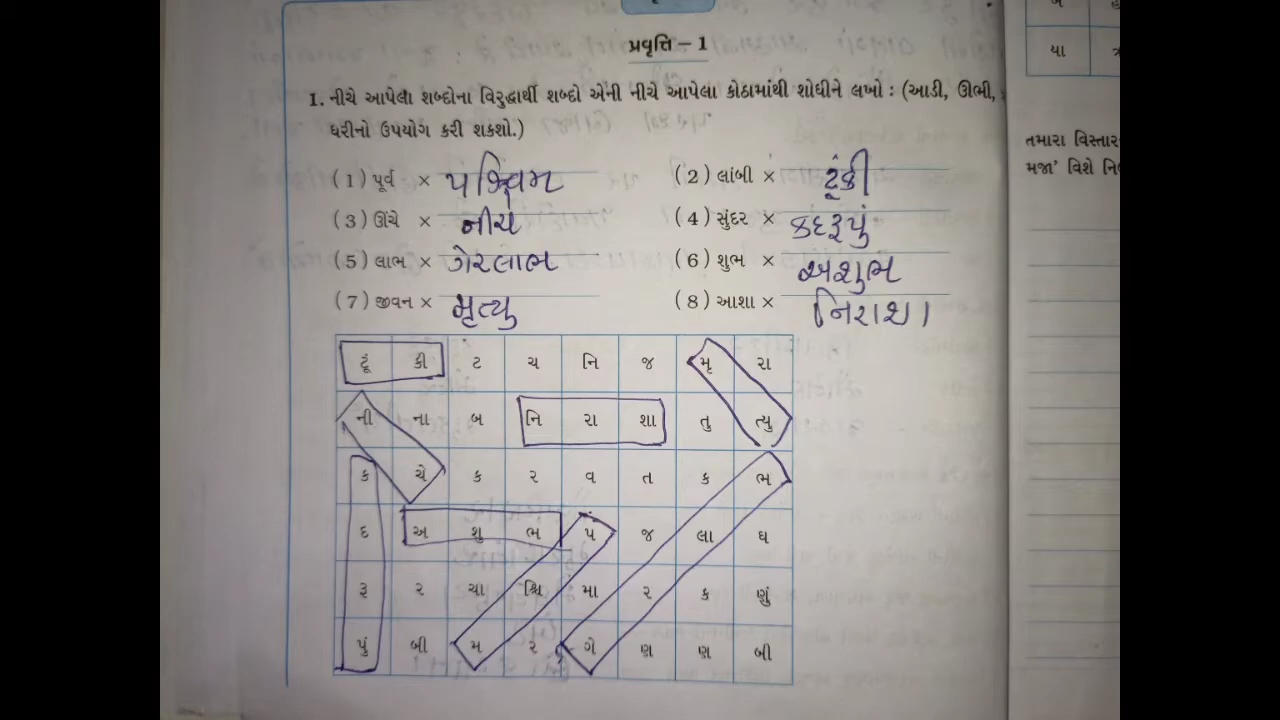 પ્રવૃત્તિ – 1
1. નીચે આપેલા શબ્દોના વિરુદ્ધાર્થી શબ્દો એની નીચે આપેલા કોઠામાંથી શોધીને લખો : (આડી, ઊભી,
ઘરીનો ઉપયોગ કરી શકશો.)
(1) પૂર્વ × પશ્ચિમ (2) લાંબી × ટૂંકી
(3) ઊંચે × નીચે (4) સુંદર × કદરૂપું
(5) લાભ × ગેરલાભ (6) શુભ × અશુભ
(7) જીવન × મૃત્યુ (8) આશા × નિરાશા
ટૂં કી ટ ચ નિ જ મૃ રા
ની ના બ નિ રા શા તુ ત્યુ
ક ચે ક ર વ ત ક ભ
દ અ શુ ભ પ જ લા ઘ
રૂ ર ચા શ્ચિ મા ર ક ણું
પું બી મ ર ગે ણ ણ બી
યા
તમારા વિસ્તાર
મજા' વિશે